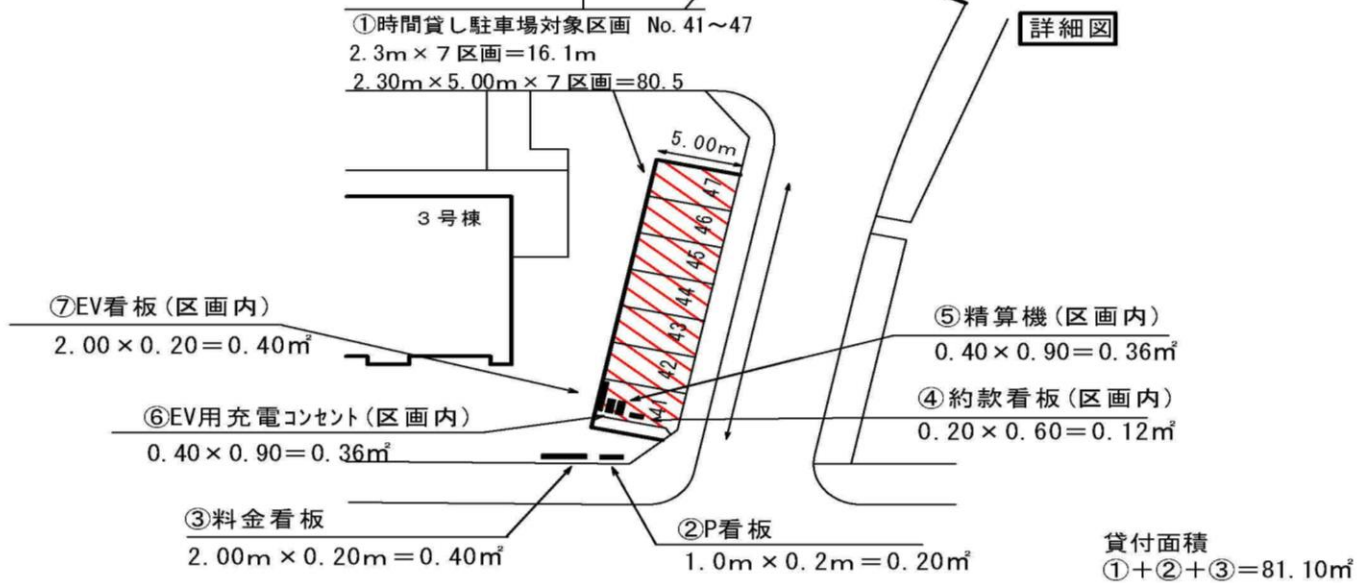 ①時間貸し駐車場対象区画 No.41～47
2.3m×7区画＝16.1m
2.30m×5.00m×7区画＝80.5
詳細図
5.00m
47
46
45
44
43
42
41
3号棟
⑦EV看板(区画内)
2.00×0.20＝0.40㎡
⑤精算機(区画内)
0.40×0.90＝0.36㎡
⑥EV用充電コンセント(区画内)
0.40×0.90＝0.36㎡
④約款看板(区画内)
0.20×0.60＝0.12㎡
③料金看板
2.00m×0.20m＝0.40㎡
②P看板
1.0m×0.2m＝0.20㎡
貸付面積
①＋②＋③＝81.10㎡